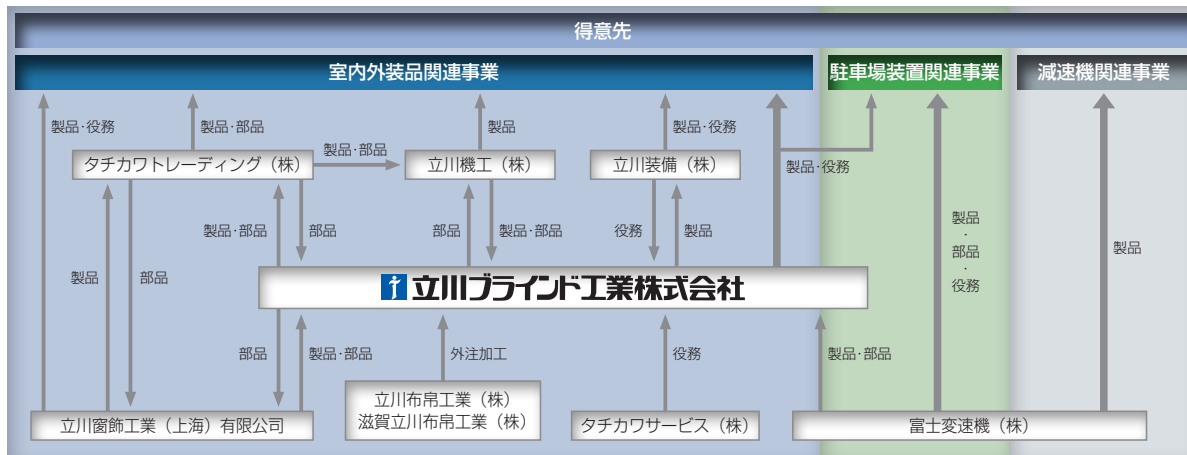 得意先
室内外装品関連事業
駐車場装置関連事業
減速機関連事業
製品・役務
製品・部品
製品
製品・役務
タチカワトレーディング（株）
製品・部品
立川機工（株）
立川装備（株）
製品・役務
製品・部品
部品
部品
製品・部品
役務
製品
製品
・
部品
・
役務
製品
製品
部品
立川ブラインド工業株式会社
部品
製品・部品
外注加工
役務
製品・部品
立川窗飾工業（上海）有限公司
立川布帛工業（株）
滋賀立川布帛工業（株）
タチカワサービス（株）
富士変速機（株）